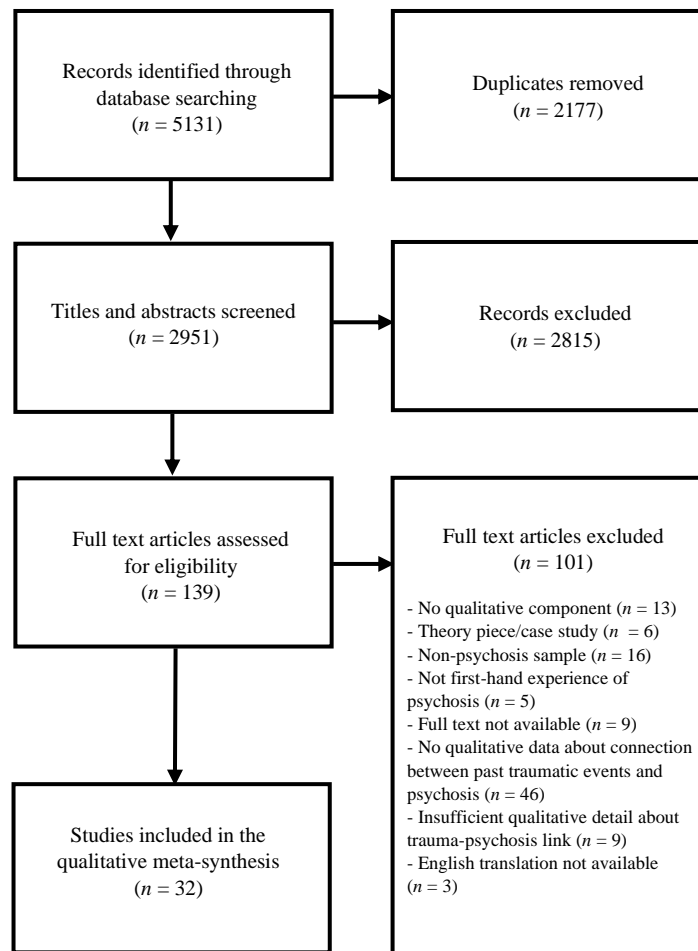 Records identified through
database searching
(n = 5131)
Duplicates removed
(n = 2177)
Titles and abstracts screened
(n = 2951)
Records excluded
(n = 2815)
Full text articles assessed
for eligibility
(n = 139)
Full text articles excluded
(n = 101)
- No qualitative component (n = 13)
- Theory piece/case study (n = 6)
- Non-psychosis sample (n = 16)
- Not first-hand experience of
psychosis (n = 5)
- Full text not available (n = 9)
- No qualitative data about connection
between past traumatic events and
psychosis (n = 46)
- Insufficient qualitative detail about
trauma-psychosis link (n = 9)
- English translation not available
(n = 3)
Studies included in the
qualitative meta-synthesis
(n = 32)